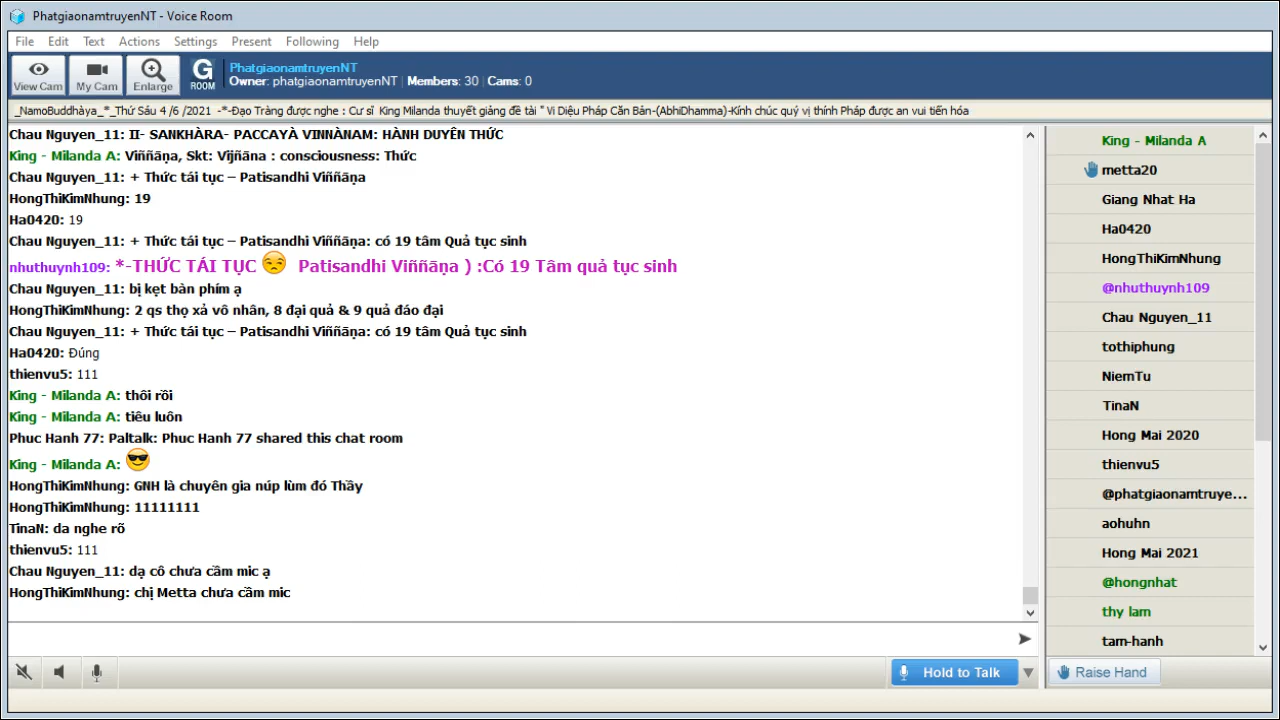 PhatgiaonamtruyenNT - Voice Room
File Edit Text Actions Settings Present Following Help
View Cam My Cam Enlarge G ROOM
PhatgiaonamtruyenNT
Owner: phatgiaonamtruyenNT | Members: 30 | Cams: 0
_NamoBuddhàya_*_Thứ Sáu 4 /6 /2021 -*-Đạo Tràng được nghe : Cư sĩ King Milanda thuyết giảng đề tài " Vi Diệu Pháp Căn Bản-(AbhiDhamma)-Kính chúc quý vị thính Pháp được an vui tiến hóa
Chau Nguyen_11: II- SANKHÀRA- PACCAYÀ VINNÀNAM: HÀNH DUYÊN THỨC
King - Milanda A: Viññāṇa, Skt: Vijñāna : consciousness: Thức
Chau Nguyen_11: + Thức tái tục – Patisandhi Viññāṇa
HongThiKimNhung: 19
Ha0420: 19
Chau Nguyen_11: + Thức tái tục – Patisandhi Viññāṇa: có 19 tâm Quả tục sinh
nhuthuynh109: *-THỨC TÁI TỤC Patisandhi Viññāṇa ) :Có 19 Tâm quả tục sinh
Chau Nguyen_11: bị kẹt bàn phím ạ
HongThiKimNhung: 2 qs thọ xả vô nhân, 8 đại quả & 9 quả đáo đại
Chau Nguyen_11: + Thức tái tục – Patisandhi Viññāṇa: có 19 tâm Quả tục sinh
Ha0420: Đúng
thienvu5: 111
King - Milanda A: thôi rồi
King - Milanda A: tiêu luôn
Phuc Hanh 77: Paltalk: Phuc Hanh 77 shared this chat room
King - Milanda A:
HongThiKimNhung: GNH là chuyên gia núp lùm đó Thầy
HongThiKimNhung: 11111111
TinaN: da nghe rõ
thienvu5: 111
Chau Nguyen_11: dạ cô chưa cầm mic ạ
HongThiKimNhung: chị Metta chưa cầm mic
King - Milanda A
metta20
Giang Nhat Ha
Ha0420
HongThiKimNhung
@nhuthuynh109
Chau Nguyen_11
tothiphung
NiemTu
TinaN
Hong Mai 2020
thienvu5
@phatgiaonamtruye...
aohuhn
Hong Mai 2021
@hongnhat
thy lam
tam-hanh
Hold to Talk
Raise Hand